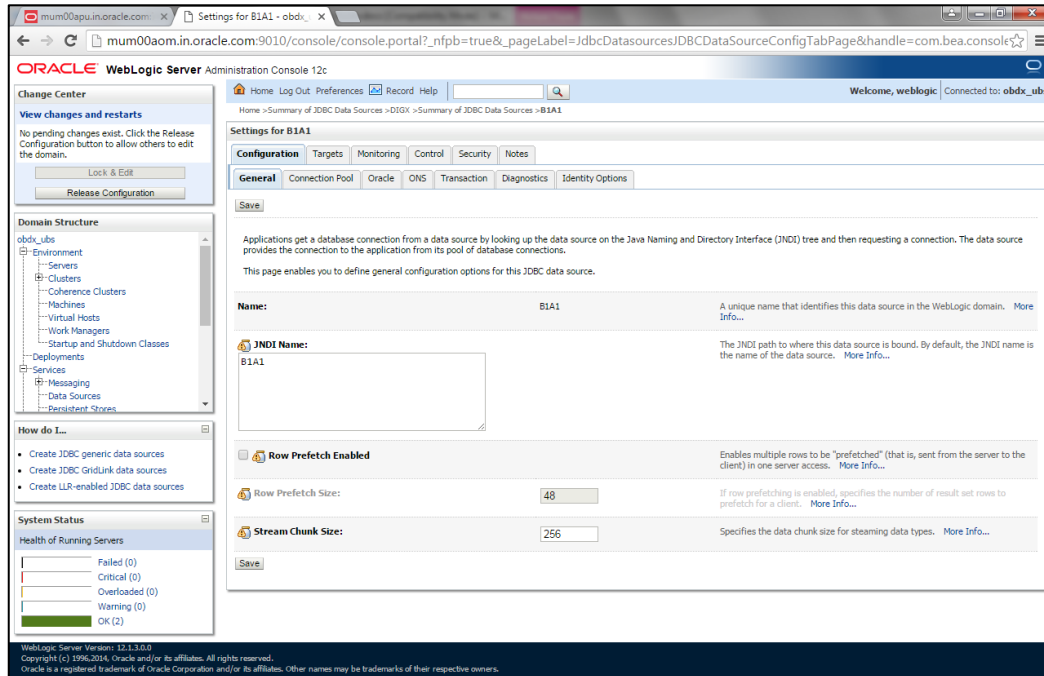 mum00apu.in.oracle.com:
Settings for B1A1 - obdx_
mum00aom.in.oracle.com:9010/console/console.portal?_nfpb=true&_pageLabel=JdbcDatasourcesJDBCDataSourceConfigTabPage&handle=com.bea.console
ORACLE WebLogic Server Administration Console 12c
Change Center
View changes and restarts
No pending changes exist. Click the Release
Configuration button to allow others to edit
the domain.
Lock & Edit
Release Configuration
Domain Structure
obdx_ubs
Environment
Servers
Clusters
Coherence Clusters
Machines
Virtual Hosts
Work Managers
Startup and Shutdown Classes
Deployments
Services
Messaging
Data Sources
Persistent Stores
How do I...
Create JDBC generic data sources
Create JDBC GridLink data sources
Create LLR-enabled JDBC data sources
System Status
Health of Running Servers
Failed (0)
Critical (0)
Overloaded (0)
Warning (0)
OK (2)
Home Log Out Preferences Record Help
Welcome, weblogic Connected to: obdx_ubs
Home >Summary of JDBC Data Sources >DIGX >Summary of JDBC Data Sources >B1A1
Settings for B1A1
Configuration Targets Monitoring Control Security Notes
General Connection Pool Oracle ONS Transaction Diagnostics Identity Options
Save
Applications get a database connection from a data source by looking up the data source on the Java Naming and Directory Interface (JNDI) tree and then requesting a connection. The data source
provides the connection to the application from its pool of database connections.
This page enables you to define general configuration options for this JDBC data source.
Name: B1A1 A unique name that identifies this data source in the WebLogic domain. More
Info...
JNDI Name: The JNDI path to where this data source is bound. By default, the JNDI name is
B1A1 the name of the data source. More Info...
Row Prefetch Enabled Enables multiple rows to be "prefetched" (that is, sent from the server to the
client) in one server access. More Info...
Row Prefetch Size: 48 If row prefetching is enabled, specifies the number of result set rows to
prefetch for a client. More Info...
Stream Chunk Size: 256 Specifies the data chunk size for steaming data types. More Info...
Save
WebLogic Server Version: 12.1.3.0.0
Copyright (c) 1996,2014, Oracle and/or its affiliates. All rights reserved.
Oracle is a registered trademark of Oracle Corporation and/or its affiliates. Other names may be trademarks of their respective owners.